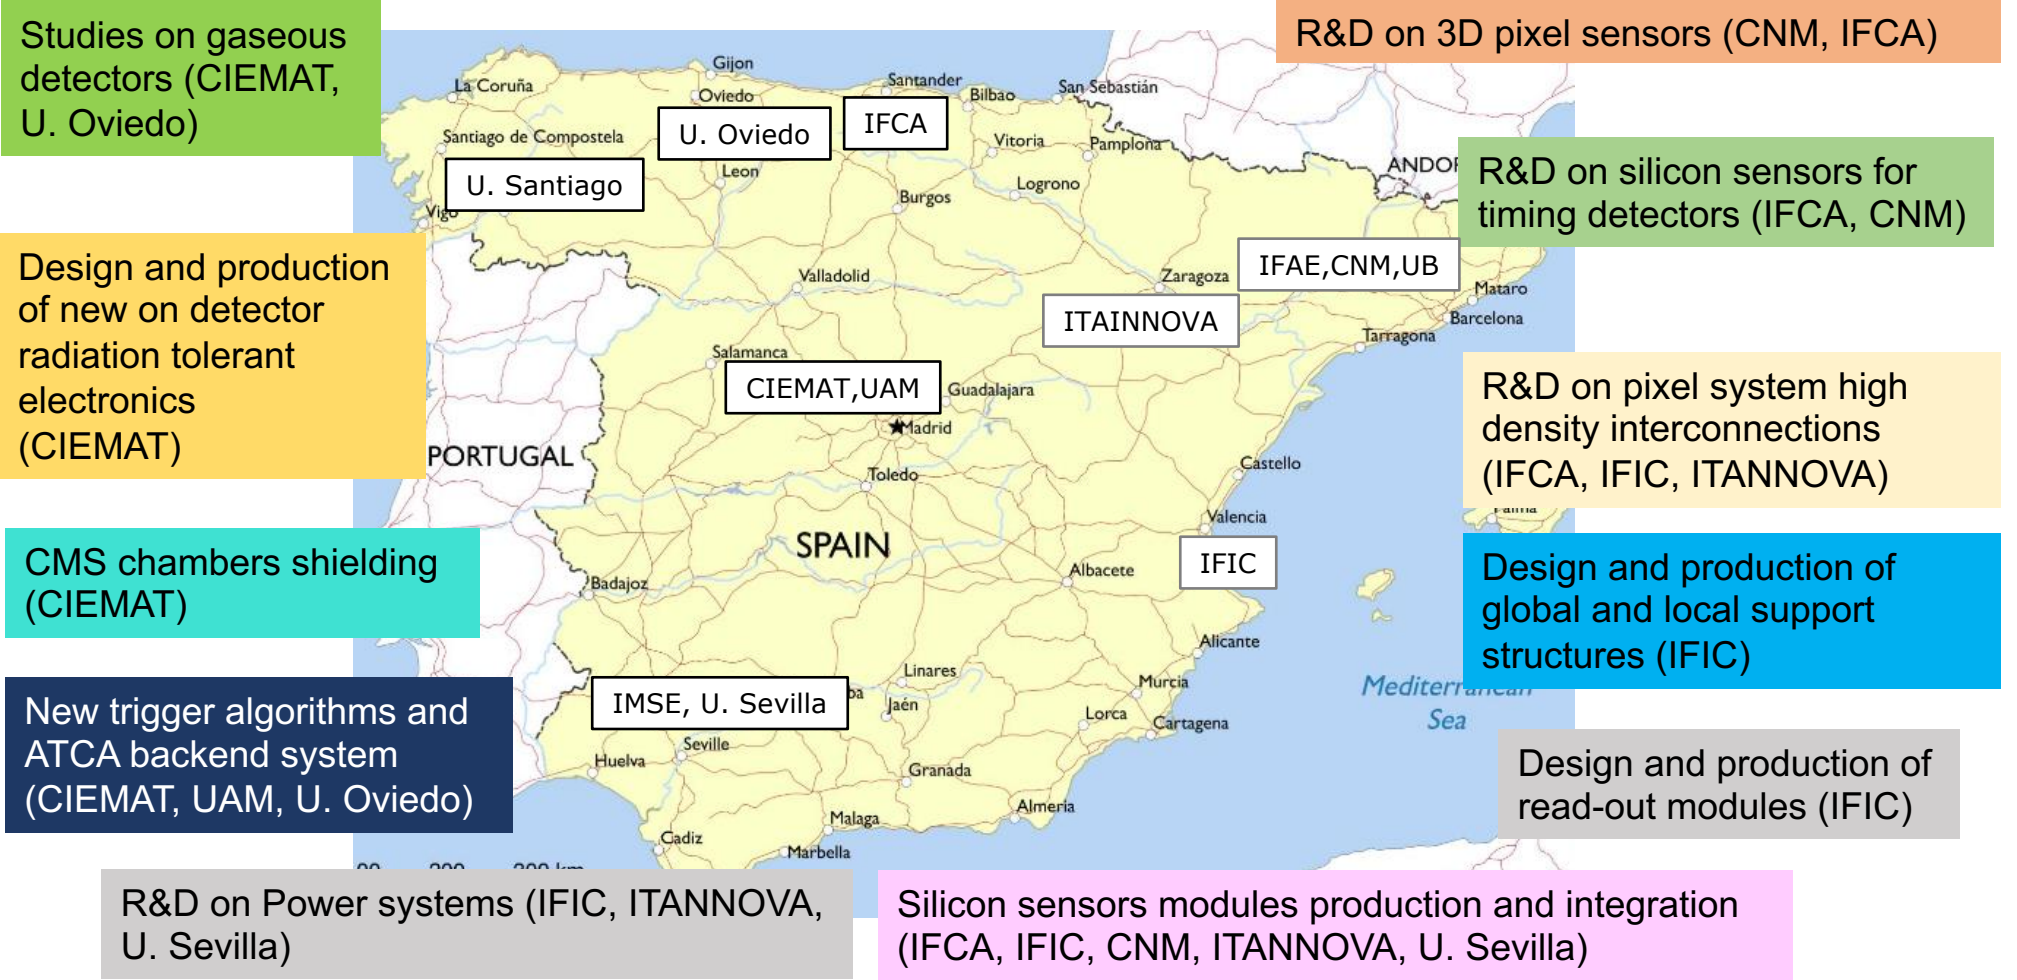 Studies on gaseous
detectors (CIEMAT,
U. Oviedo)
R&D on 3D pixel sensors (CNM, IFCA)
Gijon
La Coruña
Oviedo
Santander
Bilbao
San Sebastián
U. Oviedo
IFCA
Santiago de Compostela
Vitoria
Pamplona
ANDOR
R&D on silicon sensors for
timing detectors (IFCA, CNM)
U. Santiago
Leon
Logrono
Burgos
Vigo
Design and production
of new on detector
radiation tolerant
electronics
(CIEMAT)
Valladolid
Zaragoza
IFAE,CNM,UB
Mataro
Barcelona
ITAINNOVA
Tarragona
Salamanca
CIEMAT,UAM
Guadalajara
Madrid
R&D on pixel system high
density interconnections
(IFCA, IFIC, ITANNOVA)
PORTUGAL
Toledo
Castello
Valencia
Palma
SPAIN
IFIC
CMS chambers shielding
(CIEMAT)
Badajoz
Albacete
Design and production of
global and local support
structures (IFIC)
Alicante
Linares
Murcia
Mediterranean
Sea
New trigger algorithms and
ATCA backend system
(CIEMAT, UAM, U. Oviedo)
IMSE, U. Sevilla
ba
Jaén
Lorca
Cartagena
Seville
Huelva
Granada
Design and production of
read-out modules (IFIC)
Almeria
Malaga
Cadiz
Marbella
R&D on Power systems (IFIC, ITANNOVA,
U. Sevilla)
Silicon sensors modules production and integration
(IFCA, IFIC, CNM, ITANNOVA, U. Sevilla)